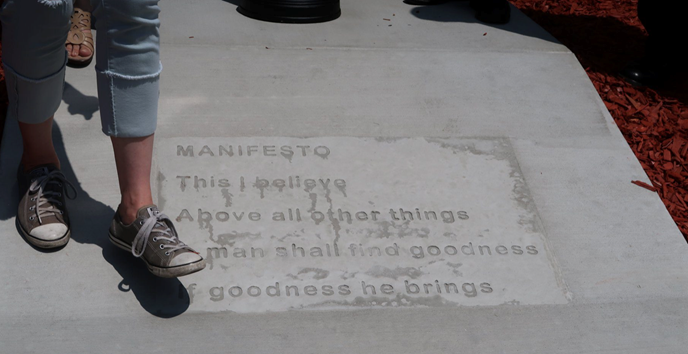 MANIFESTO
This I believe
Above all other things
man shall find goodness
goodness he brings